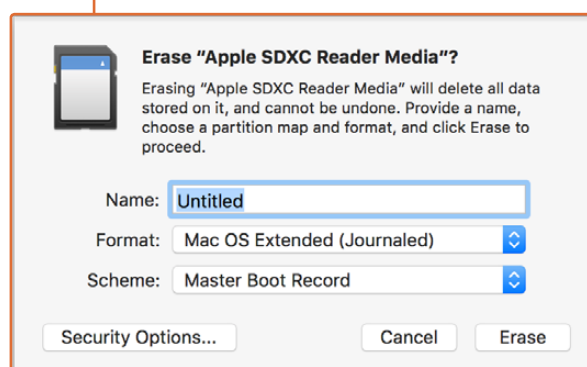 Erase “Apple SDXC Reader Media”?
Erasing “Apple SDXC Reader Media” will delete all data
stored on it, and cannot be undone. Provide a name,
choose a partition map and format, and click Erase to
proceed.
Name: Untitled
Format: Mac OS Extended (Journaled)
Scheme: Master Boot Record
Security Options... Cancel Erase